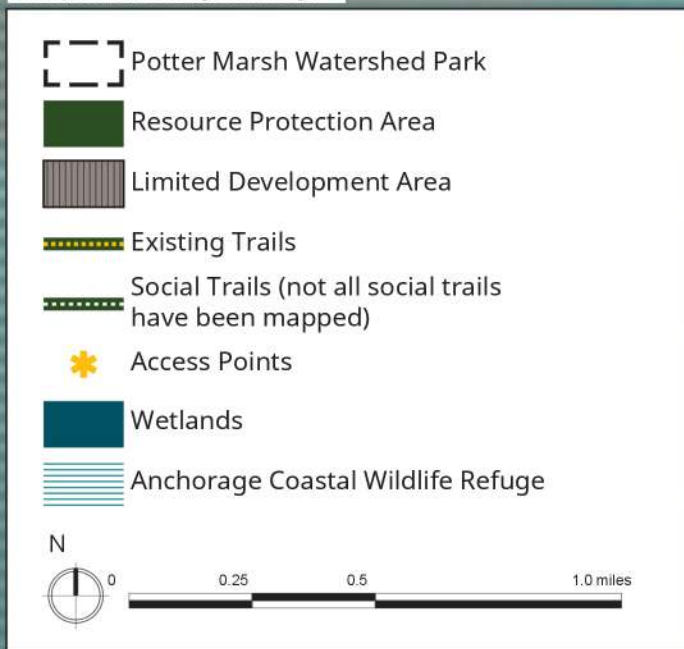 Potter Marsh Watershed Park
Resource Protection Area
Limited Development Area
Existing Trails
Social Trails (not all social trails
have been mapped)
Access Points
Wetlands
Anchorage Coastal Wildlife Refuge
N
0 0.25 0.5 1.0 miles